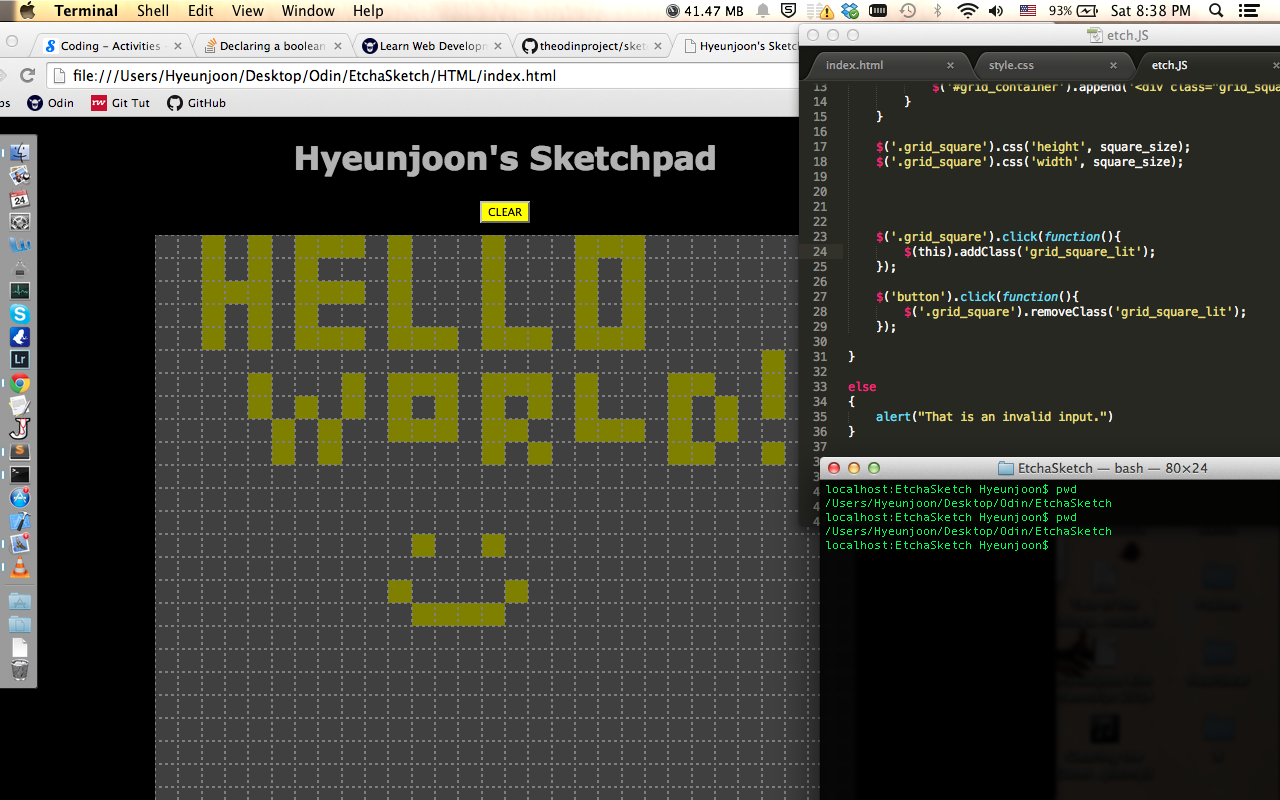 Terminal Shell Edit View Window Help 41.47 MB 93% Sat 8:38 PM
Coding – Activities
Declaring a boolean
Learn Web Developm
theodinproject/sket
Hyeunjoon's Sketc
file:///Users/Hyeunjoon/Desktop/Odin/EtchaSketch/HTML/index.html
Odin
Git Tut
GitHub
24
Lr
Hyeunjoon's Sketchpad
CLEAR
HELLO
WORLD!
etch.JS
index.html
style.css
etch.JS
13 $('#grid_container').append('<div class="grid_squa
14 }
15 }
16
17 $('.grid_square').css('height', square_size);
18 $('.grid_square').css('width', square_size);
19
20
21
22
23 $('.grid_square').click(function(){
24 $(this).addClass('grid_square_lit');
25 });
26
27 $('button').click(function(){
28 $('.grid_square').removeClass('grid_square_lit');
29 });
30
31 }
32
33 else
34 {
35 alert("That is an invalid input.")
36 }
37
EtchaSketch — bash — 80×24
localhost:EtchaSketch Hyeunjoon$ pwd
/Users/Hyeunjoon/Desktop/Odin/EtchaSketch
localhost:EtchaSketch Hyeunjoon$ pwd
/Users/Hyeunjoon/Desktop/Odin/EtchaSketch
localhost:EtchaSketch Hyeunjoon$